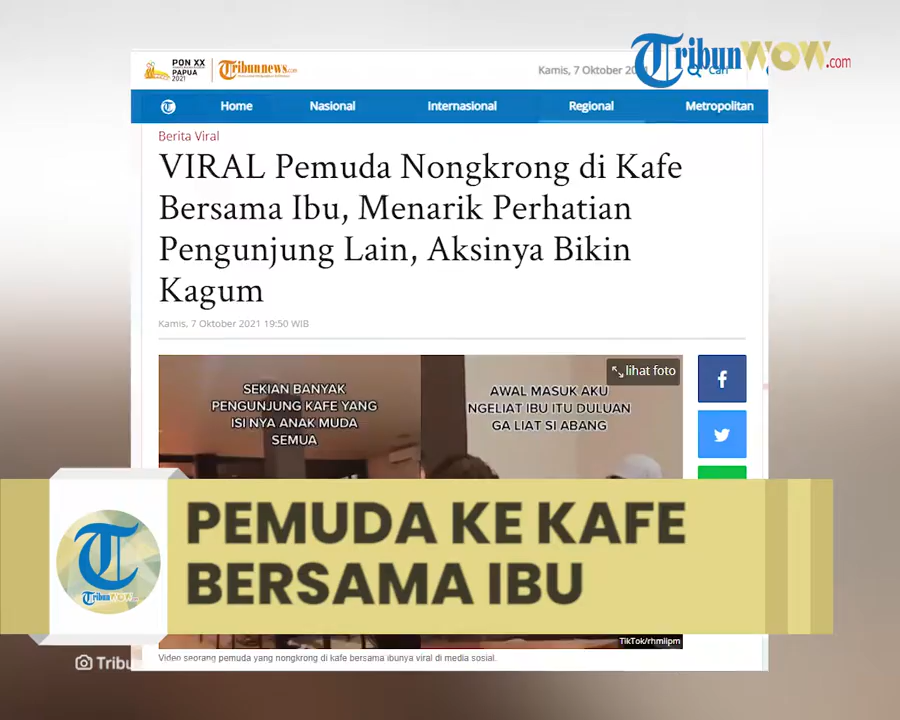 PON XX
PAPUA
2021
Tribunnews.com
Kamis, 7 Oktober
TribunWOW.com
Cari
Home Nasional Internasional Regional Metropolitan
Berita Viral
VIRAL Pemuda Nongkrong di Kafe
Bersama Ibu, Menarik Perhatian
Pengunjung Lain, Aksinya Bikin
Kagum
Kamis, 7 Oktober 2021 19:50 WIB
lihat foto
SEKIAN BANYAK
PENGUNJUNG KAFE YANG
ISI NYA ANAK MUDA
SEMUA
AWAL MASUK AKU
NGELIAT IBU ITU DULUAN
GA LIAT SI ABANG
PEMUDA KE KAFE
BERSAMA IBU
TribunWOW.com
TikTok/rhmiipm
Video seorang pemuda yang nongkrong di kafe bersama ibunya viral di media sosial.
Tribu